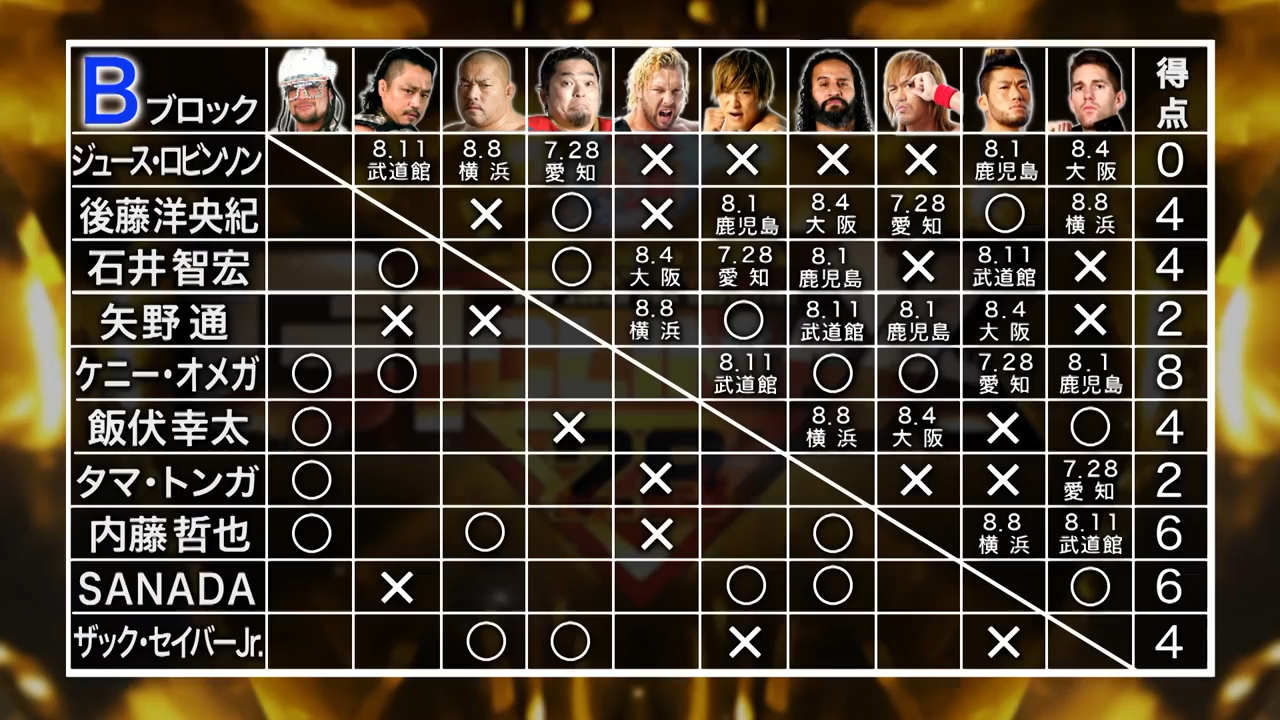 B ブロック 得点
ジュース・ロビンソン 8.11 武道館 8.8 横浜 7.28 愛知 × × × × 8.1 鹿児島 8.4 大阪 0
後藤洋央紀 × ○ × 8.1 鹿児島 8.4 大阪 7.28 愛知 ○ 8.8 横浜 4
石井智宏 ○ ○ 8.4 大阪 7.28 愛知 8.1 鹿児島 × 8.11 武道館 × 4
矢野通 × × 8.8 横浜 ○ 8.11 武道館 8.1 鹿児島 8.4 大阪 × 2
ケニー・オメガ ○ ○ 8.11 武道館 ○ ○ 7.28 愛知 8.1 鹿児島 8
飯伏幸太 ○ × 8.8 横浜 8.4 大阪 × ○ 4
タマ・トンガ ○ × × × 7.28 愛知 2
内藤哲也 ○ ○ × ○ 8.8 横浜 8.11 武道館 6
SANADA × ○ ○ ○ 6
ザック・セイバーJr. ○ ○ × × 4